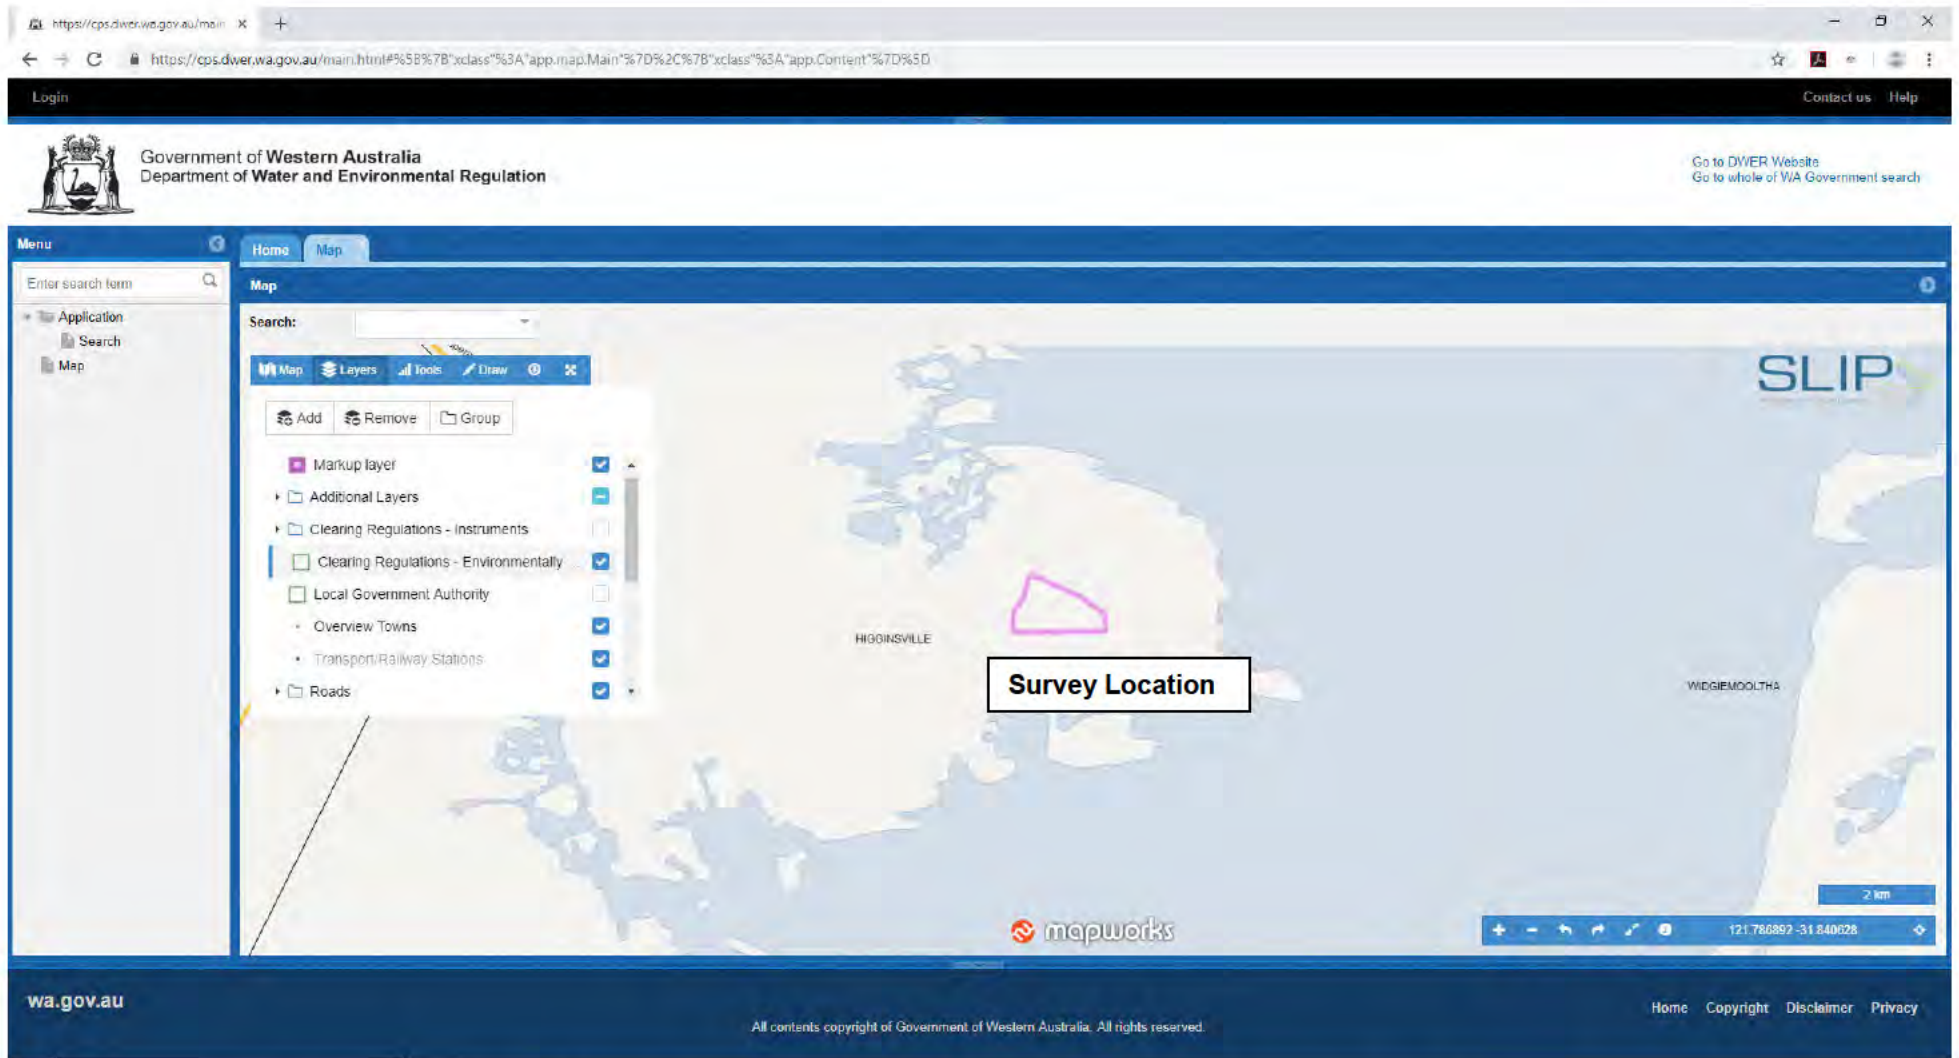 https://cps.dwer.wa.gov.au/main
https://cps.dwer.wa.gov.au/main.html#%5B%7B"xclass"%3A"app.map.Main"%7D%2C%7B"xclass"%3A"app.Content"%7D%5D
Login
Contact us Help
Government of Western Australia
Department of Water and Environmental Regulation
Go to DWER Website
Go to whole of WA Government search
Menu
Home Map
Enter search term
Map
Application
Search
Map
Search:
SLIP
Map Layers Tools Draw
Add Remove Group
Markup layer
Additional Layers
Clearing Regulations - Instruments
Clearing Regulations - Environmentally
Local Government Authority
Overview Towns
Transport/Railway Stations
Roads
HIGGINSVILLE
Survey Location
WIDGIEMOOLTHA
2 km
mapworks
121.786892 -31.840628
wa.gov.au
Home Copyright Disclaimer Privacy
All contents copyright of Government of Western Australia. All rights reserved.